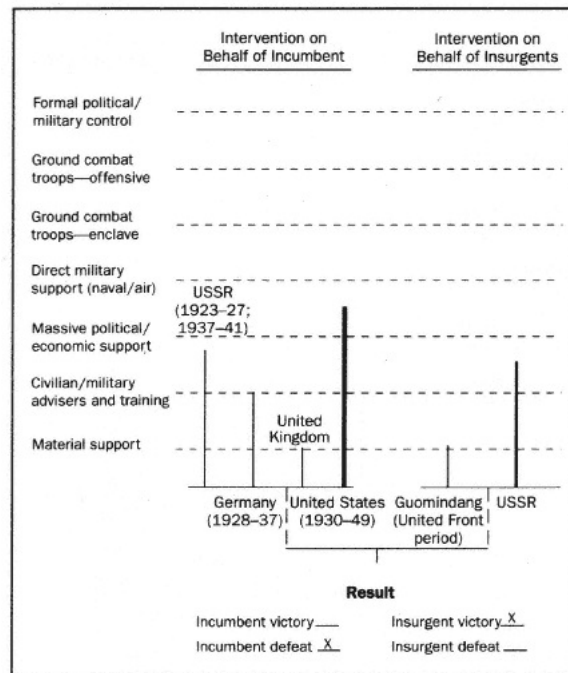 Intervention on
Behalf of Incumbent
Intervention on
Behalf of Insurgents
Formal political/
military control
Ground combat
troops—offensive
Ground combat
troops—enclave
Direct military
support (naval/air)
USSR
(1923–27;
1937–41)
Massive political/
economic support
Civilian/military
advisers and training
United
Kingdom
Material support
Germany
(1928–37)
United States
(1930–49)
Guomindang
(United Front
period)
USSR
Result
Incumbent victory
Insurgent victory X
Incumbent defeat X
Insurgent defeat